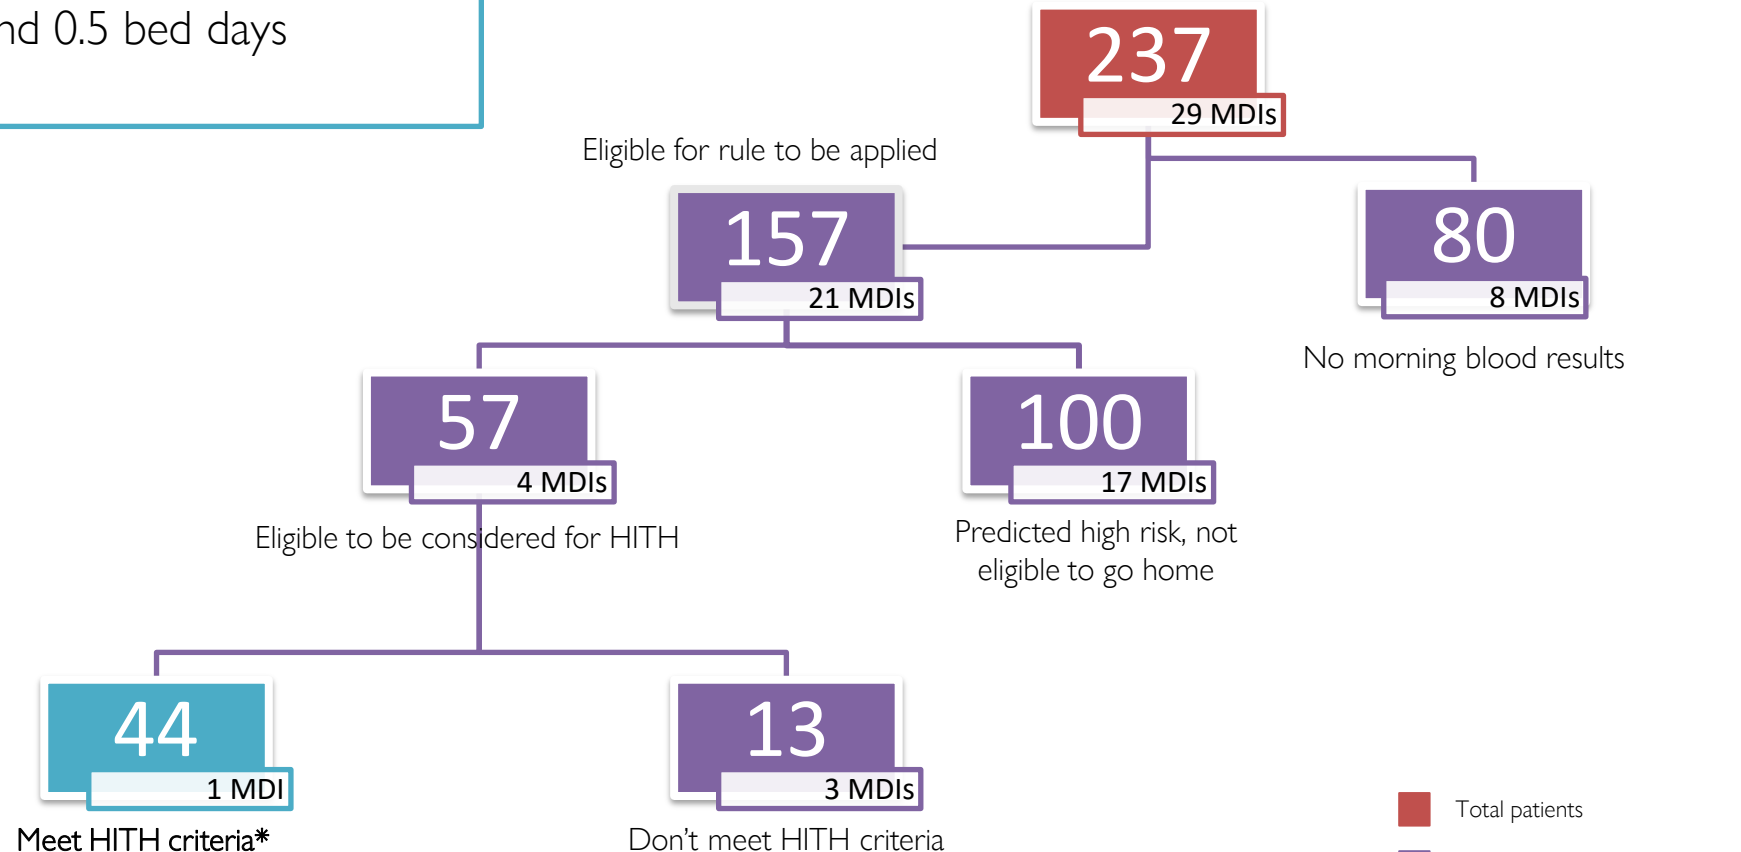 nd 0.5 bed days
237
29 MDIs
Eligible for rule to be applied
157
21 MDIs
80
8 MDIs
No morning blood results
57
4 MDIs
Eligible to be considered for HITH
100
17 MDIs
Predicted high risk, not
eligible to go home
44
1 MDI
Meet HITH criteria*
13
3 MDIs
Don't meet HITH criteria
Total patients